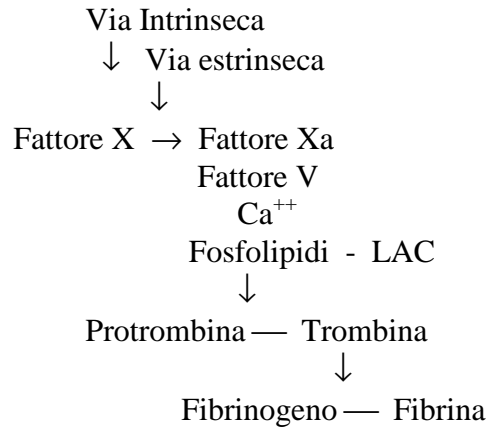 Via Intrinseca
↓ Via estrinseca
↓
Fattore X → Fattore Xa
Fattore V
Ca⁺⁺
Fosfolipidi - LAC
↓
Protrombina — Trombina
↓
Fibrinogeno — Fibrina